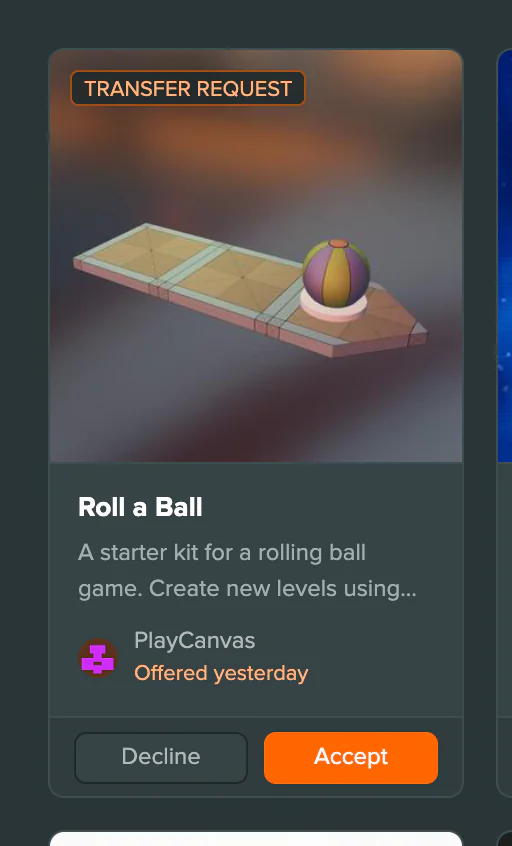 TRANSFER REQUEST
Roll a Ball
A starter kit for a rolling ball
game. Create new levels using...
PlayCanvas
Offered yesterday
Decline
Accept